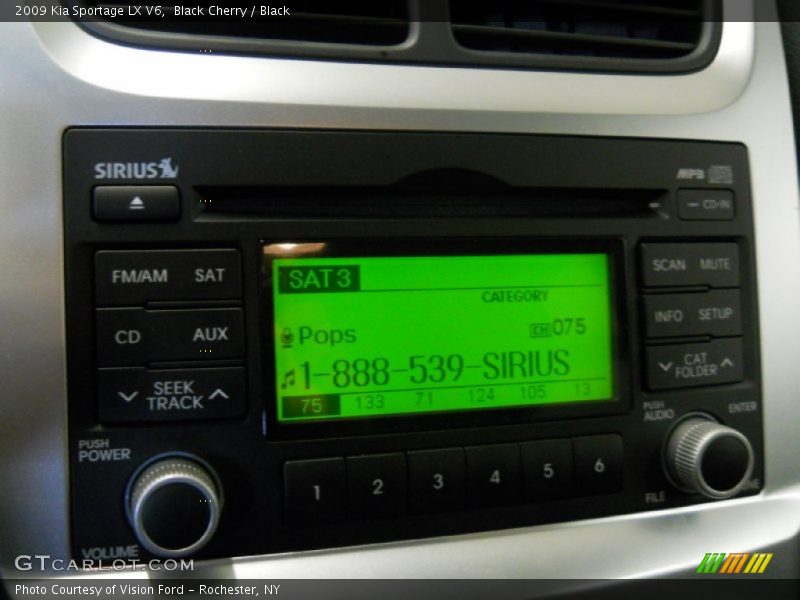 2009 Kia Sportage LX V6, Black Cherry / Black
SIRIUS
MP3
CD-IN
FM/AM SAT
CD AUX
SEEK
TRACK
SCAN MUTE
INFO SETUP
CAT
FOLDER
SAT 3
CATEGORY
Pops CH 075
1-888-539-SIRIUS
75 133 71 124 105 13
PUSH
POWER
VOLUME
1 2 3 4 5 6
PUSH
AUDIO
ENTER
FILE
GTCARLOT.COM
Photo Courtesy of Vision Ford - Rochester, NY